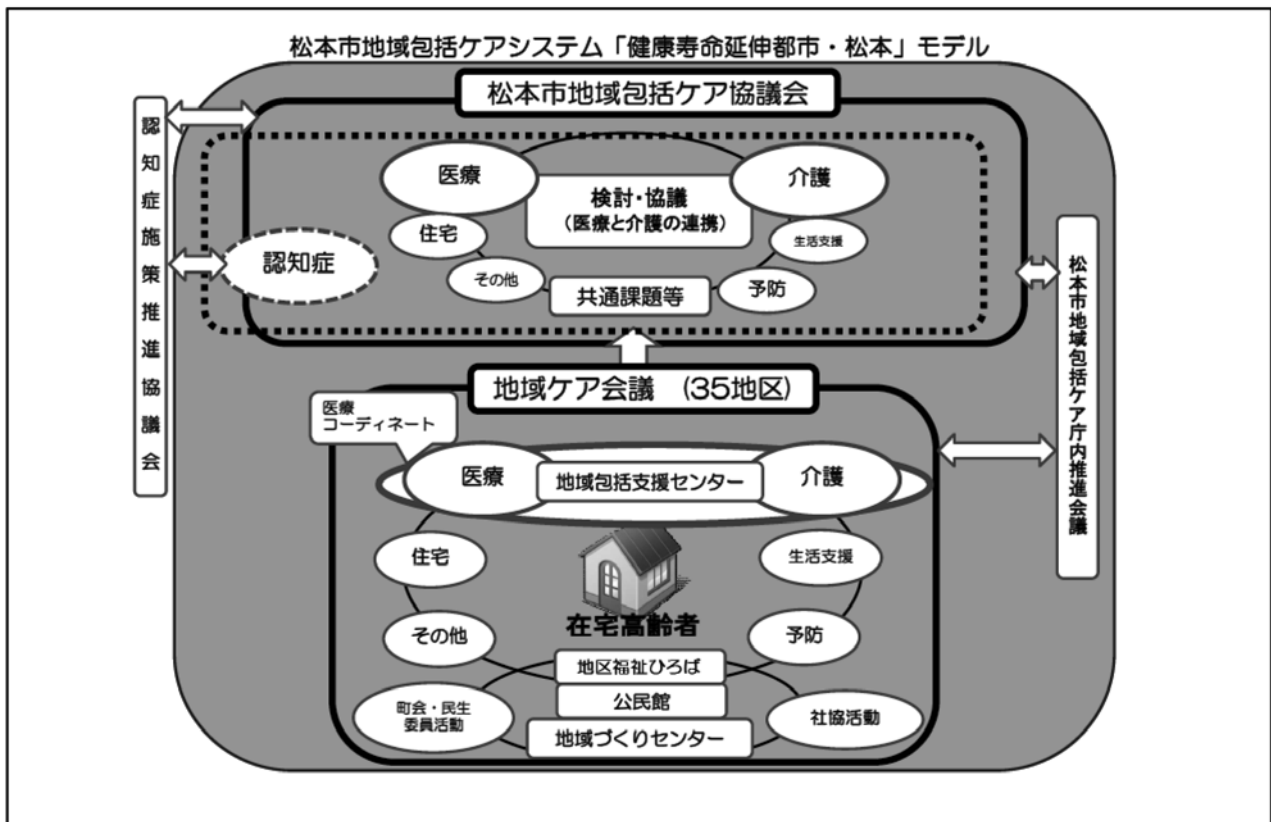 松本市地域包括ケアシステム「健康寿命延伸都市・松本」モデル
松本市地域包括ケア協議会
認知症施策推進協議会
医療
介護
検討・協議
（医療と介護の連携）
住宅
生活支援
認知症
その他
共通課題等
予防
松本市地域包括ケア庁内推進会議
地域ケア会議　(35地区)
医療
コーディネート
医療
地域包括支援センター
介護
住宅
生活支援
在宅高齢者
その他
予防
地区福祉ひろば
公民館
町会・民生
委員活動
社協活動
地域づくりセンター